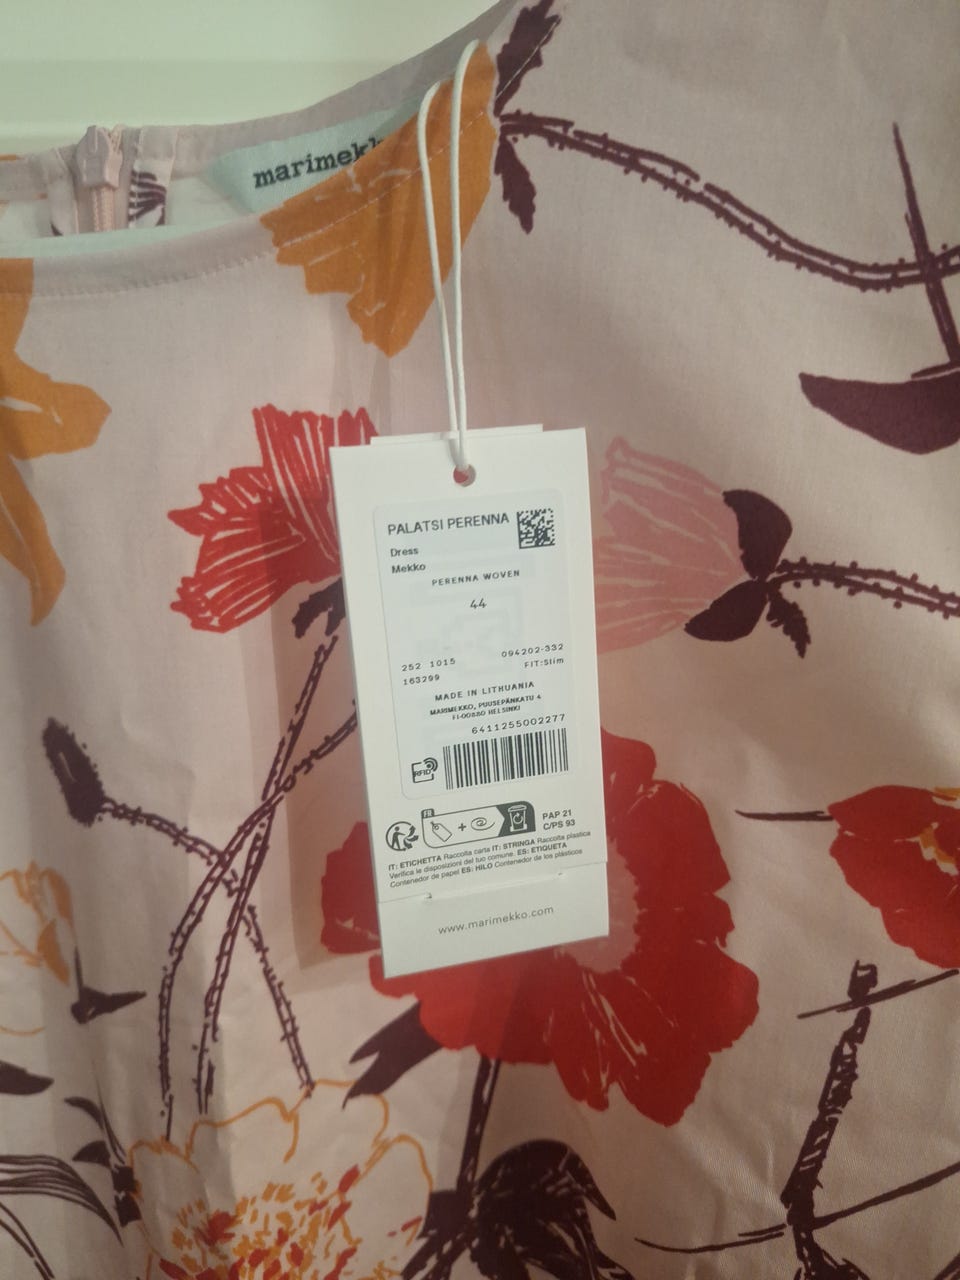 marimekk
PALATSI PERENNA
Dress
Mekko
PERENNA WOVEN
44
252 1015 094202-332
163299 FIT:Slim
MADE IN LITHUANIA
MARIMEKKO, PUUSEPÄNKATU 4
FI-00880 HELSINKI
6411255002277
RFID
FR
+
PAP 21
C/PS 93
IT: ETICHETTA Raccolta carta IT: STRINGA Raccolta plastica
Verifica le disposizioni del tuo comune. ES: ETIQUETA
Contenedor de papel ES: HILO Contenedor de los plásticos
www.marimekko.com